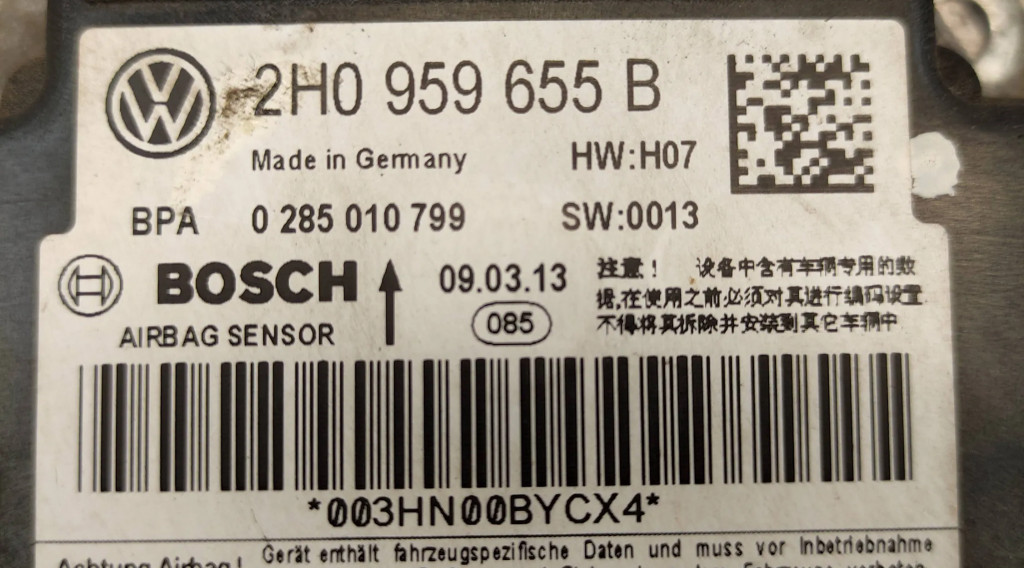 2H0 959 655 B
Made in Germany HW:H07
BPA 0 285 010 799 SW:0013
BOSCH 09.03.13
085
AIRBAG SENSOR
注意! 设备中含有车辆专用的数
据,在使用之前必须对其进行编码设置
不得将其拆除并安装到其它车辆中
*003HN00BYCX4*
Achtung Airbag! Gerät enthält fahrzeugspezifische Daten und muss vor Inbetriebnahme